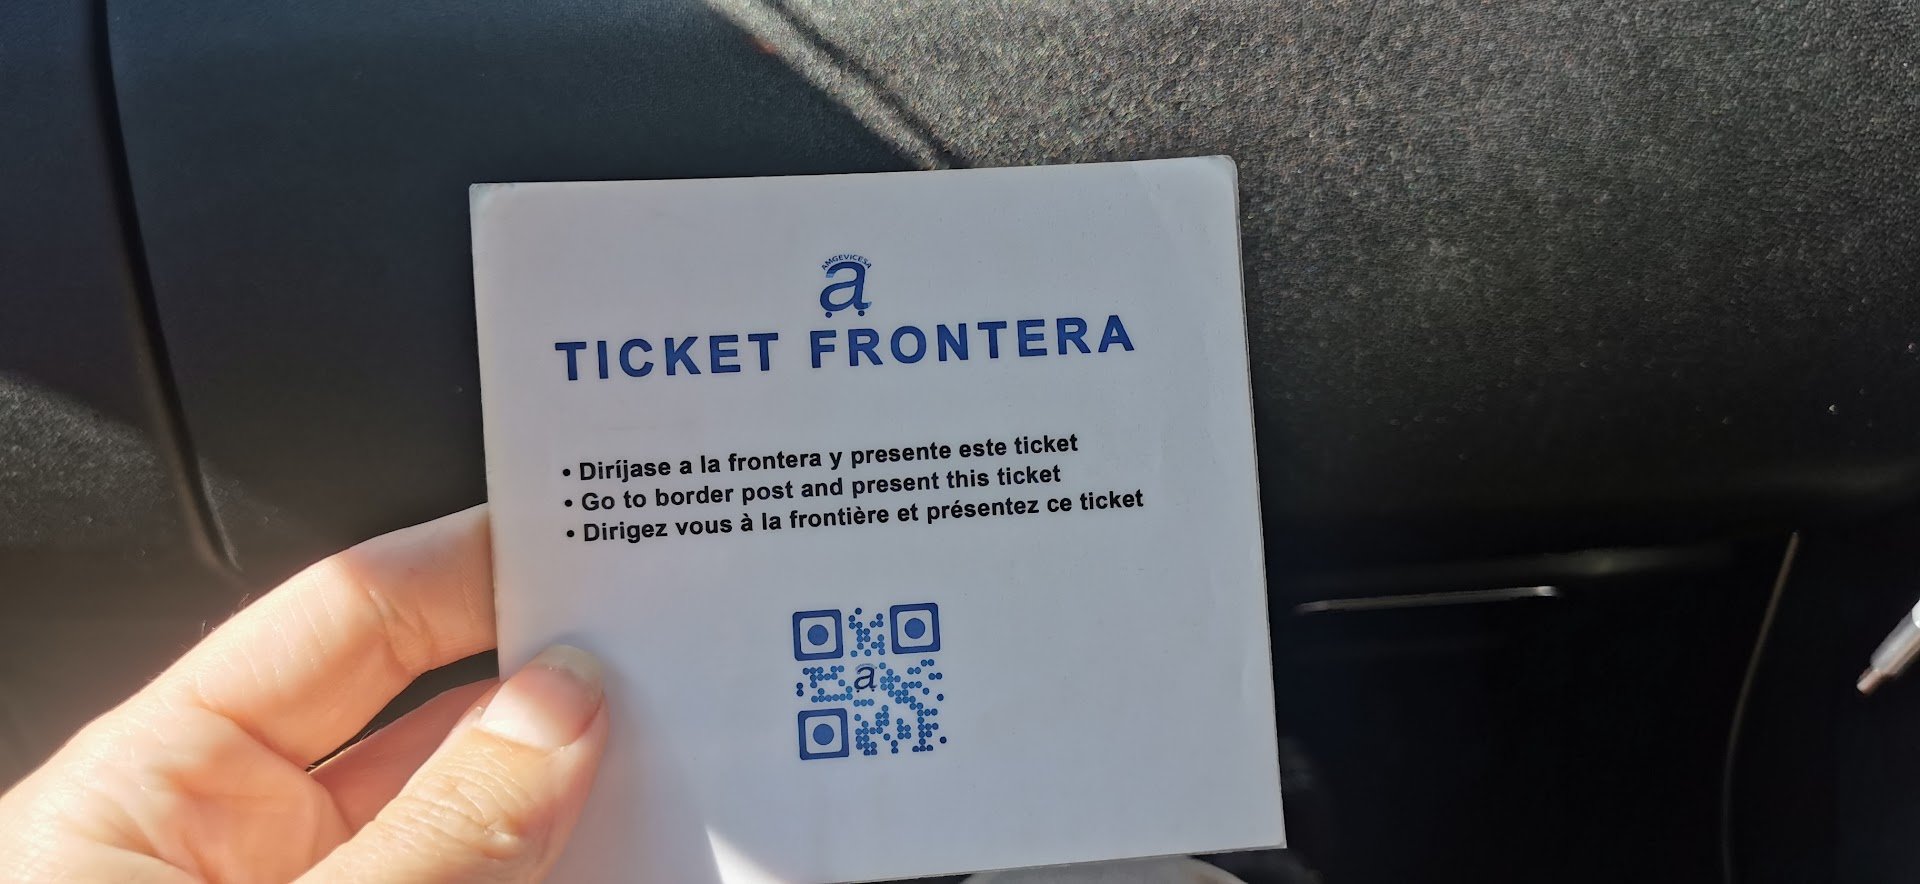 AMGEVICESA
a
TICKET FRONTERA
• Diríjase a la frontera y presente este ticket
• Go to border post and present this ticket
• Dirigez vous à la frontière et présentez ce ticket
a